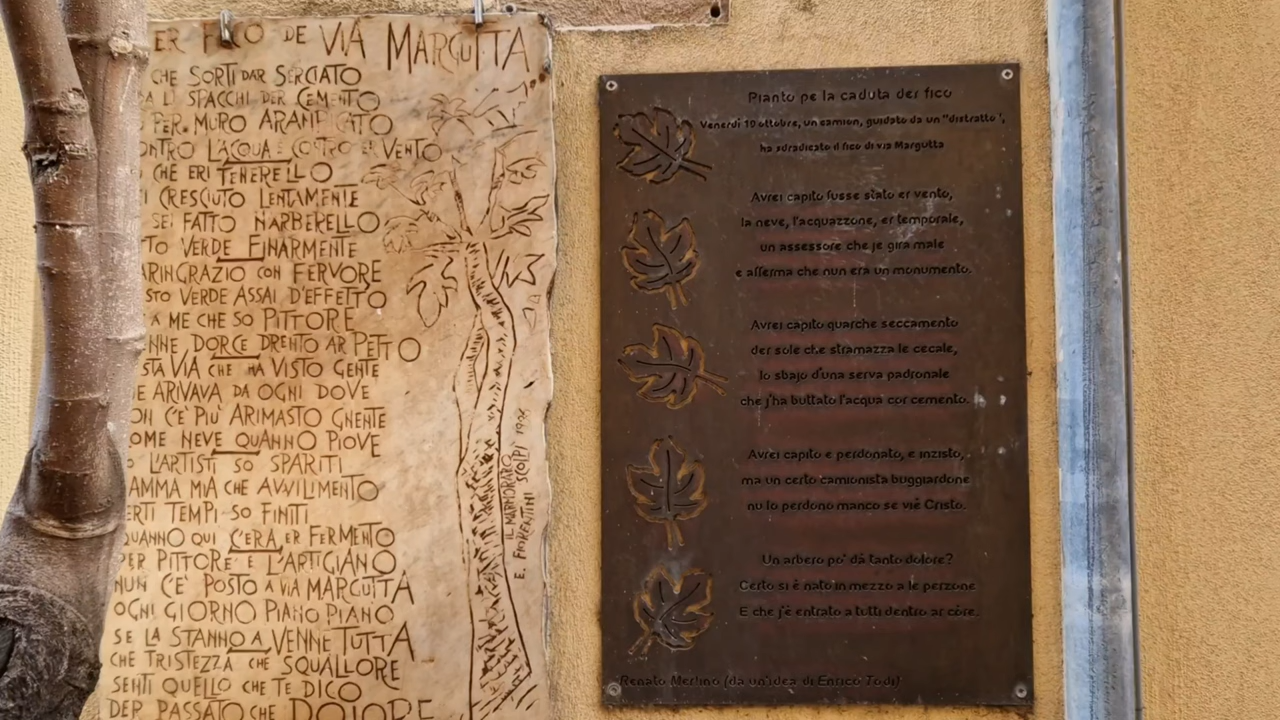 ER FICO DE VIA MARGUTTA
CHE SORTI DAR SERCIATO
LI SPACCHI DER CEMENTO
PER MURO ARAMPICATO
CONTRO L'ACQUA E CONTRO ER VENTO
CHE ERI TENERELLO
CRESCIUTO LENTAMENTE
SEI FATTO N'ARBERELLO
TO VERDE FINARMENTE
ARINGRAZIO CON FERVORE
STO VERDE ASSAI D'EFFETTO
A ME CHE SO PITTORE
NNE DORCE DRENTO AR PETTO
STA VIA CHE HA VISTO GENTE
E ARIVAVA DA OGNI DOVE
ON C'È PIÙ ARIMASTO GNENTE
OME NEVE QUANNO PIOVE
L'ARTISTI SO SPARITI
AMMA MIA CHE AVVILIMENTO
ERTI TEMPI SO FINITI
QUANNO QUI C'ERA ER FERMENTO
PER PITTORE E L'ARTIGIANO
NUN C'È POSTO A VIA MARGUTTA
OGNI GIORNO PIANO PIANO
SE LA STANNO A VENNE TUTTA
CHE TRISTEZZA CHE SQUALLORE
SENTI QUELLO CHE TE DICO
DER PASSATO CHE DOLORE
IL MARMORARO
E. FIORENTINI SCOLPÌ
Pianto pe la caduta der fico
Venerdì 10 ottobre, un camion, guidato da un "distratto",
ha sdradicato il fico di via Margutta
Avrei capito fusse stato er vento,
la neve, l'acquazzone, er temporale,
un assessore che je gira male
e afferma che nun era un monumento.
Avrei capito quarche seccamento
der sole che stramazza le cecale,
lo sbajo d'una serva padronale
che j'ha buttato l'acqua cor cemento.
Avrei capito e perdonato, e inzisto,
ma un certo camionista buggiardone
nu lo perdono manco se viè Cristo.
Un arbero po' dà tanto dolore?
Certo si è nato in mezzo a le perzone
E che j'è entrato a tutti dentro ar còre.
Renato Merlino (da un'idea di Enrico Todi)